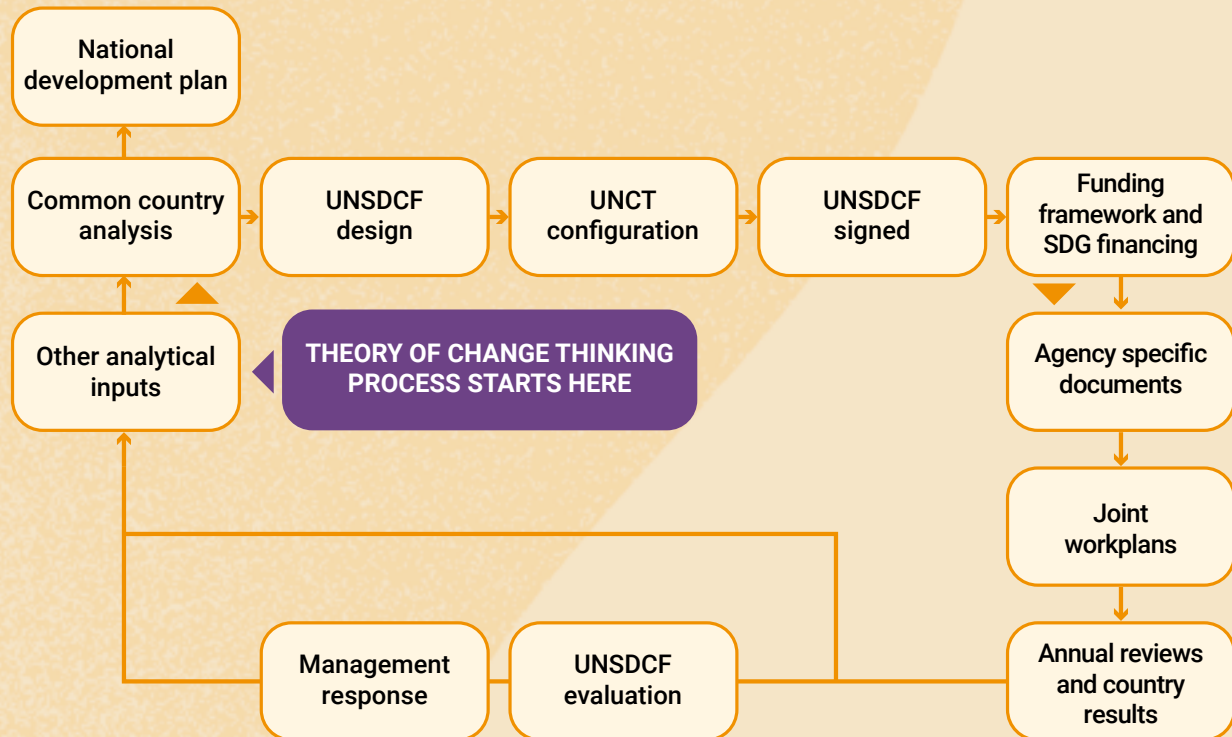 National
development plan
Common country
analysis
UNSDCF
design
UNCT
configuration
UNSDCF
signed
Funding
framework and
SDG financing
Other analytical
inputs
THEORY OF CHANGE THINKING
PROCESS STARTS HERE
Agency specific
documents
Joint
workplans
Management
response
UNSDCF
evaluation
Annual reviews
and country
results